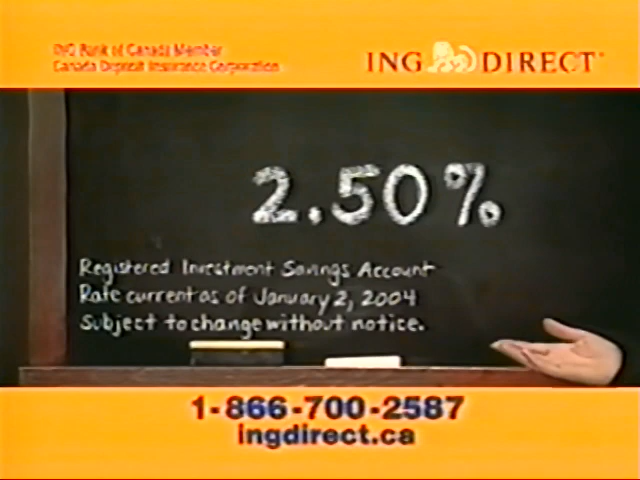 ING Bank of Canada Member
Canada Deposit Insurance Corporation
ING DIRECT
2.50%
Registered Investment Savings Account
Rate current as of January 2, 2004
Subject to change without notice.
1-866-700-2587
ingdirect.ca